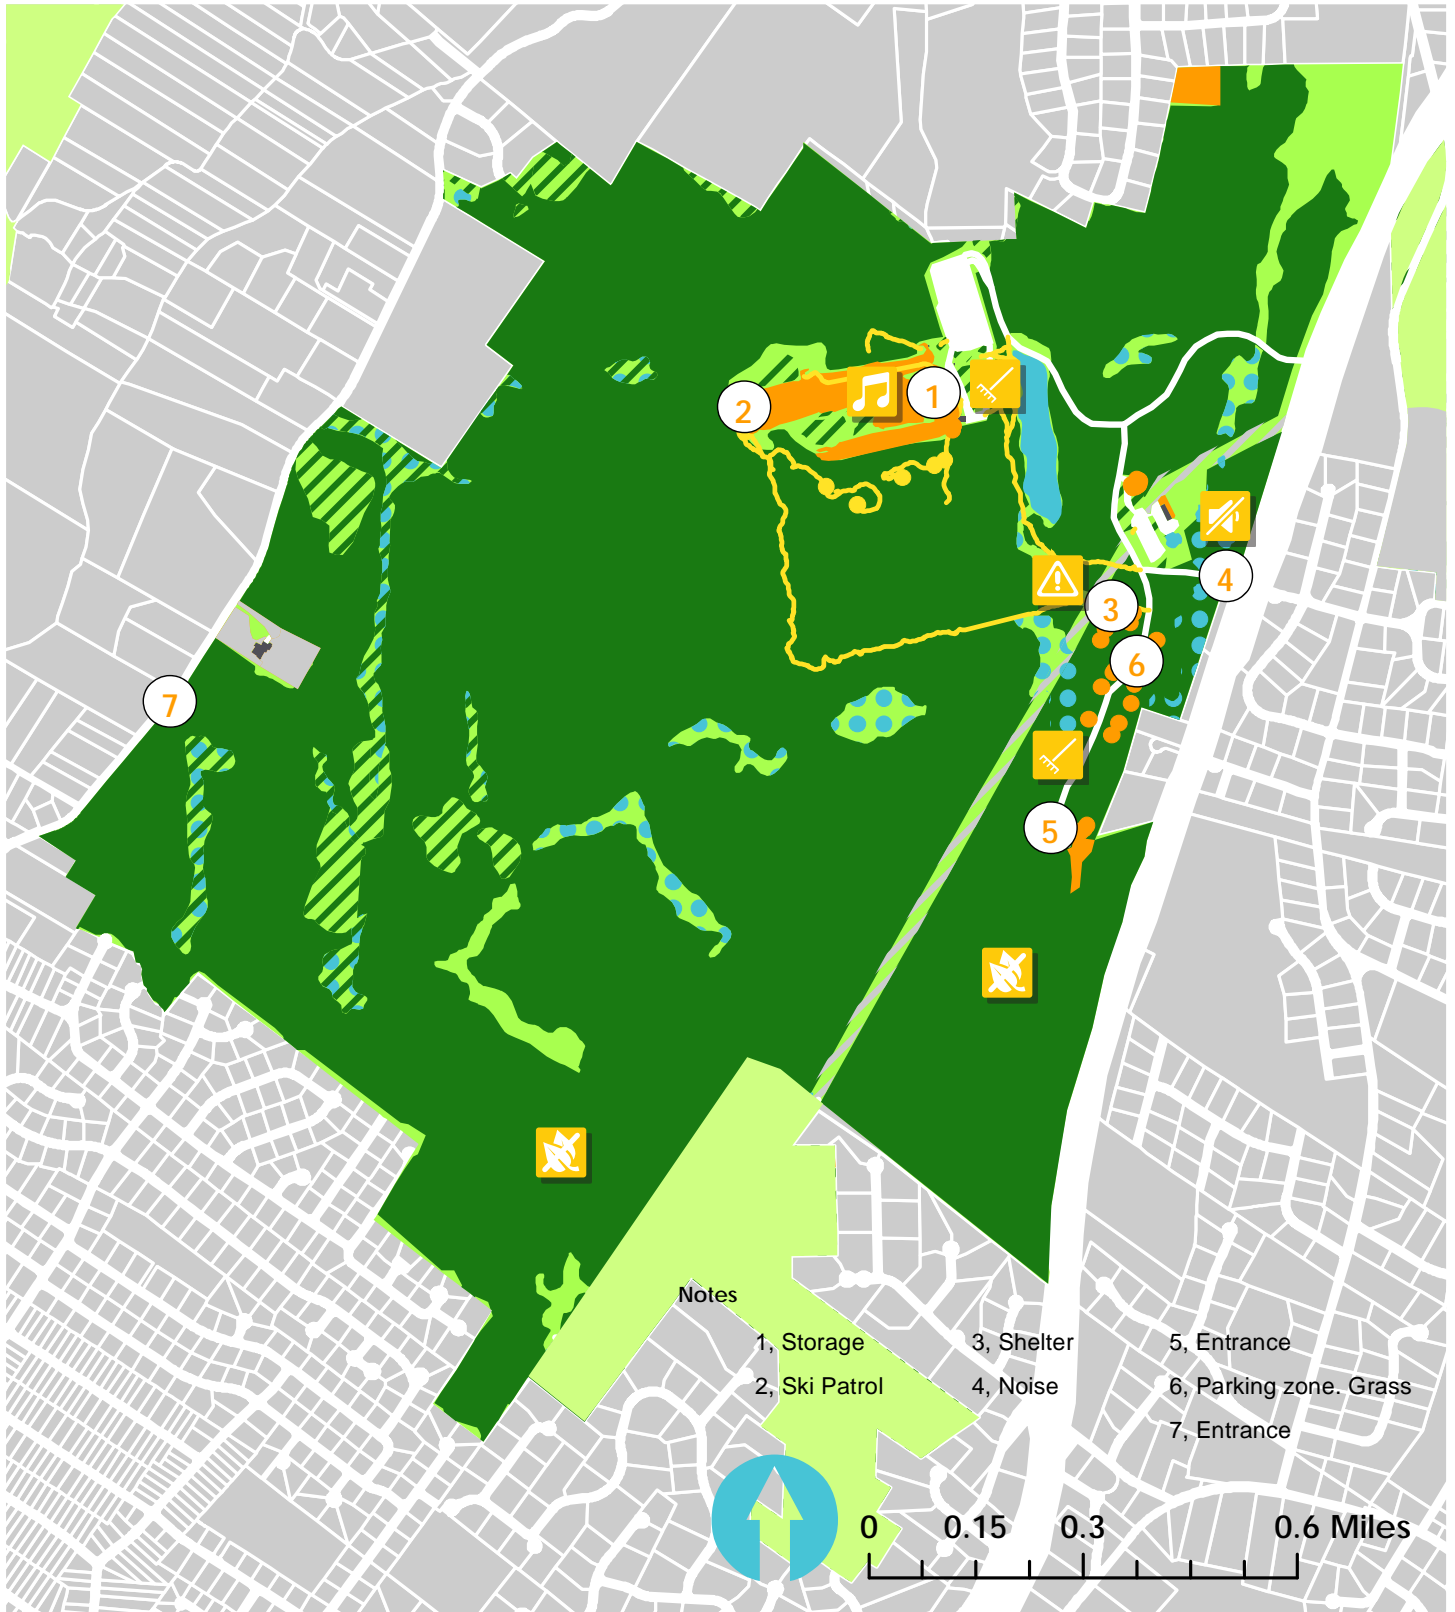 2
1
4
3
6
7
5
Notes
1, Storage 3, Shelter 5, Entrance
2, Ski Patrol 4, Noise 6, Parking zone. Grass
7, Entrance
0 0.15 0.3 0.6 Miles